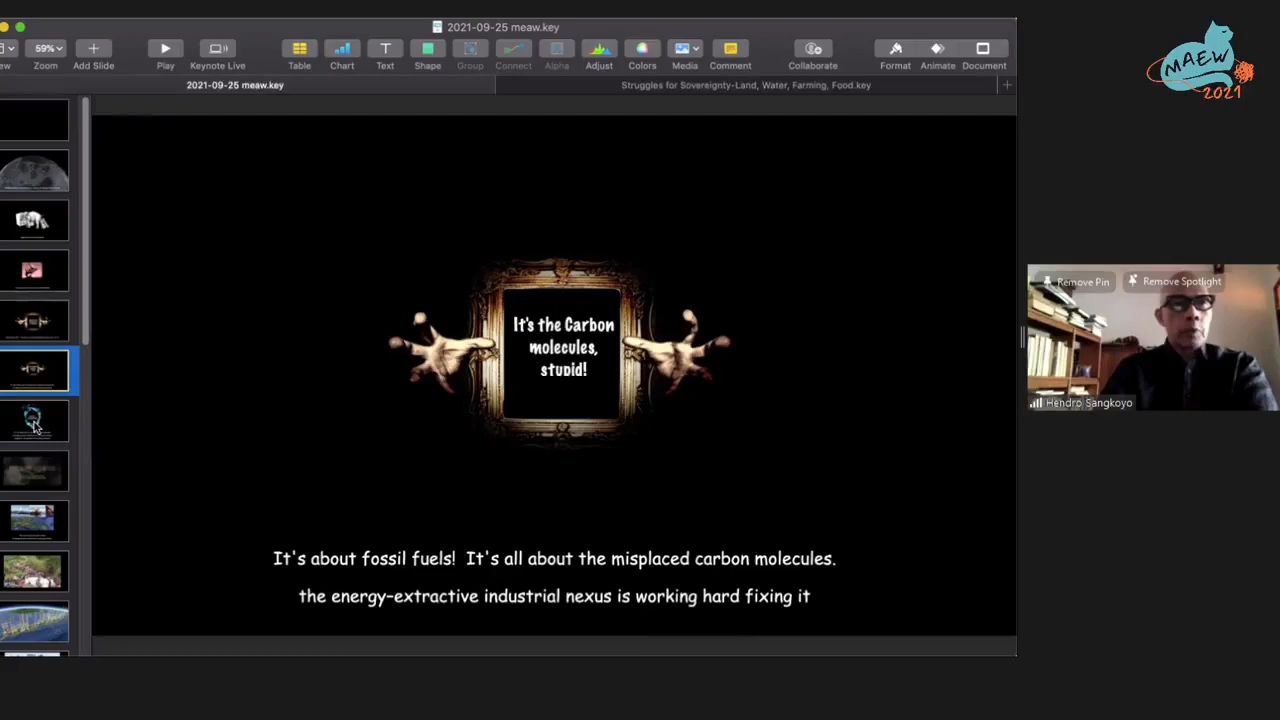 2021-09-25 meaw.key
59%
Zoom
Add Slide
Play
Keynote Live
Table
Chart
Text
Shape
Group
Connect
Alpha
Adjust
Colors
Media
Comment
Collaborate
Format
Animate
Document
2021-09-25 meaw.key
Struggles for Sovereignty-Land, Water, Farming, Food.key
It's the Carbon
molecules,
stupid!
It's about fossil fuels! It's all about the misplaced carbon molecules.
the energy-extractive industrial nexus is working hard fixing it
MAEW
2021
Remove Pin
Remove Spotlight
Hendro Sangkoyo